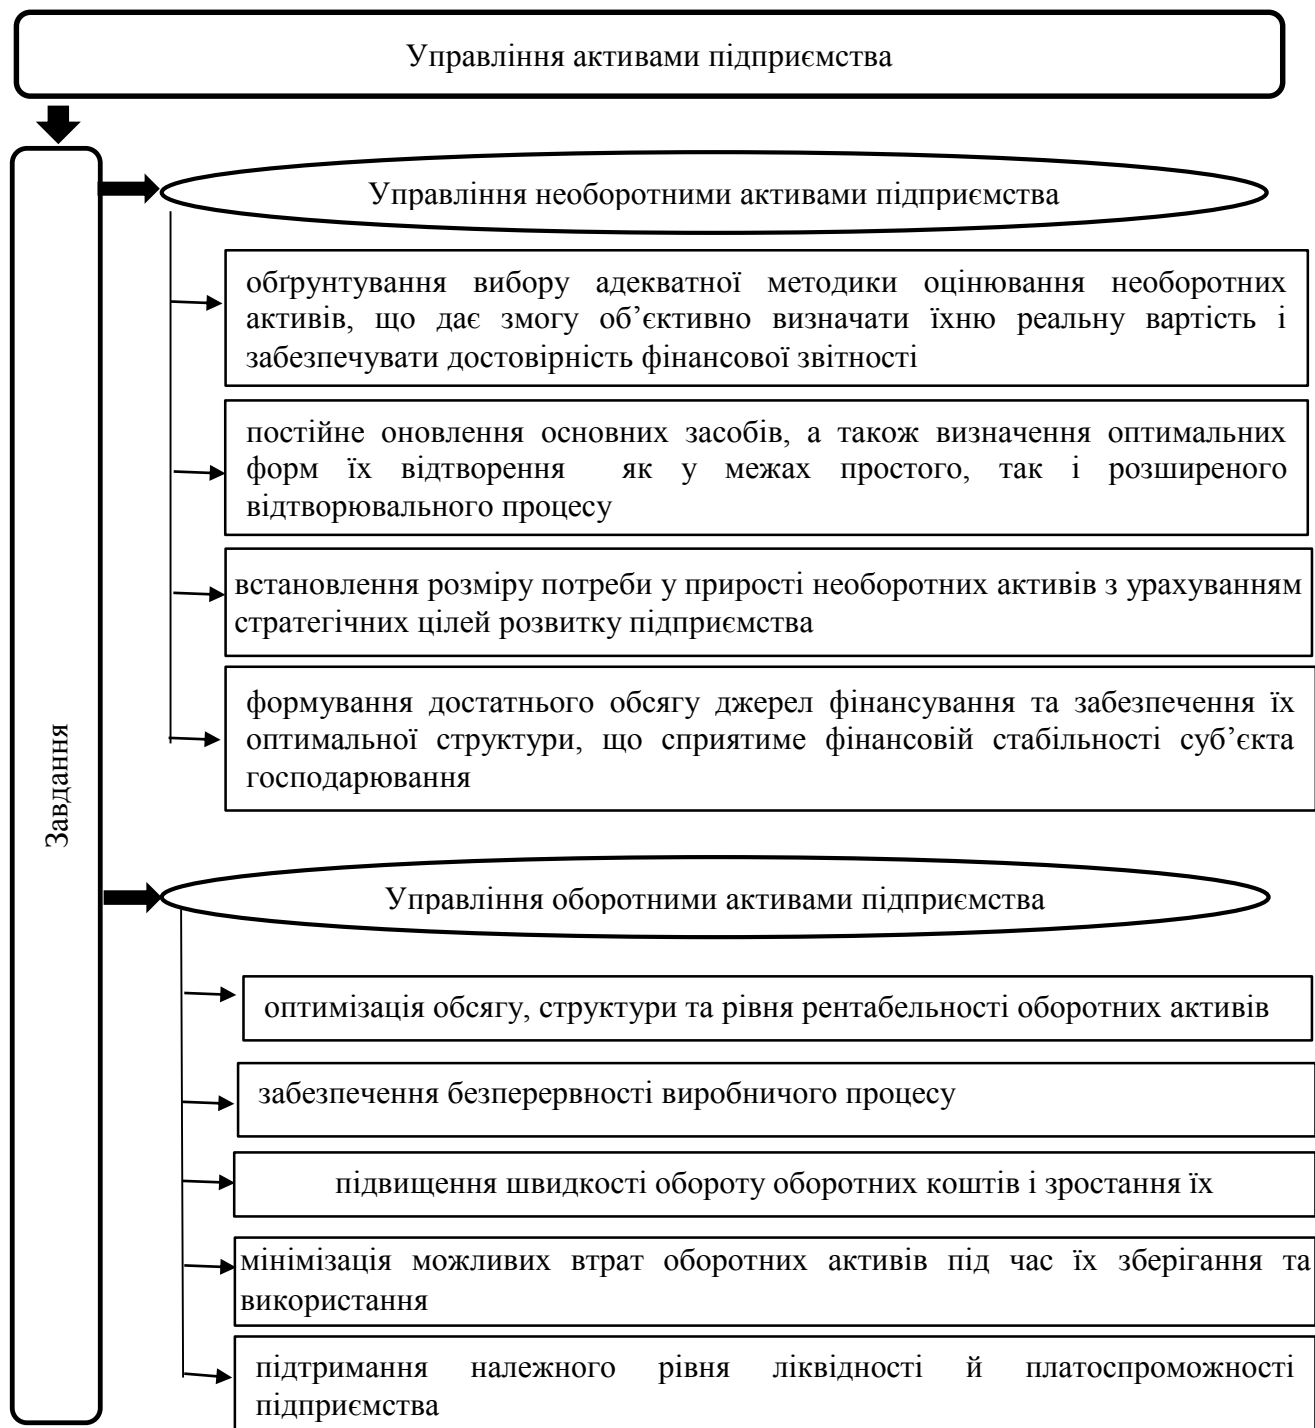 Управління активами підприємства
Завдання
Управління необоротними активами підприємства
обґрунтування вибору адекватної методики оцінювання необоротних
активів, що дає змогу об’єктивно визначати їхню реальну вартість і
забезпечувати достовірність фінансової звітності
постійне оновлення основних засобів, а також визначення оптимальних
форм їх відтворення як у межах простого, так і розширеного
відтворювального процесу
встановлення розміру потреби у прирості необоротних активів з урахуванням
стратегічних цілей розвитку підприємства
формування достатнього обсягу джерел фінансування та забезпечення їх
оптимальної структури, що сприятиме фінансовій стабільності суб’єкта
господарювання
Управління оборотними активами підприємства
оптимізація обсягу, структури та рівня рентабельності оборотних активів
забезпечення безперервності виробничого процесу
підвищення швидкості обороту оборотних коштів і зростання їх
мінімізація можливих втрат оборотних активів під час їх зберігання та
використання
підтримання належного рівня ліквідності й платоспроможності
підприємства